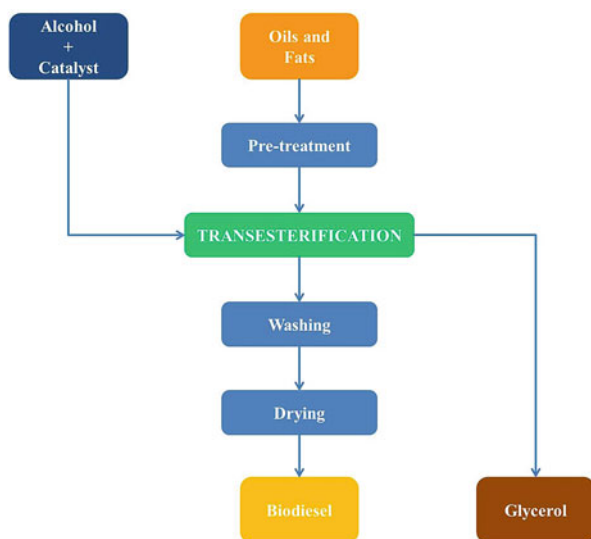 Alcohol
+
Catalyst
Oils and
Fats
Pre-treatment
TRANSESTERIFICATION
Washing
Drying
Biodiesel
Glycerol